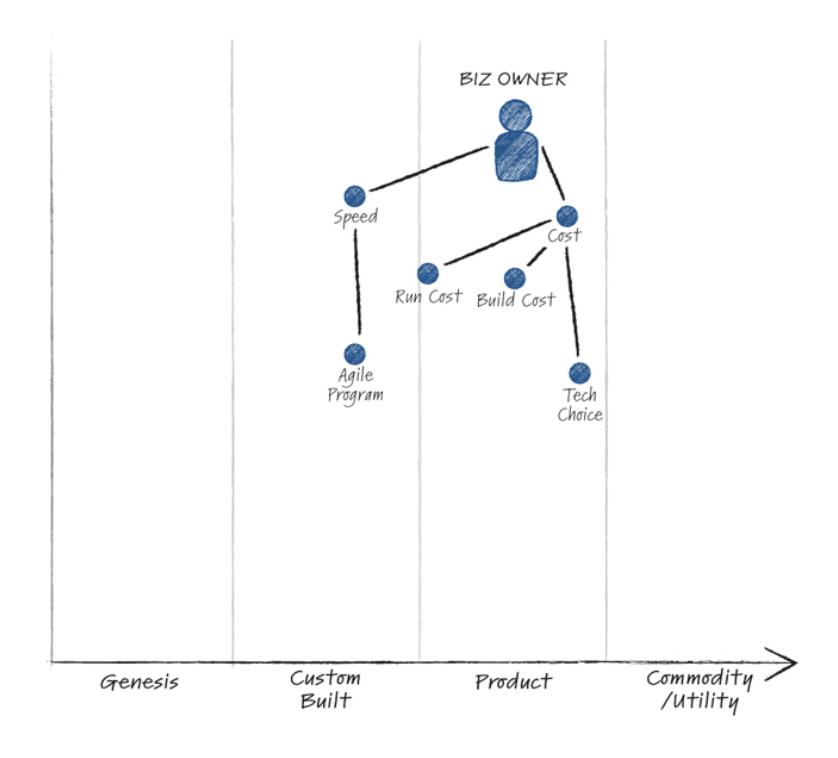 BIZ OWNER
Speed
Cost
Run Cost
Build Cost
Agile
Program
Tech
Choice
Genesis
Custom
Built
Product
Commodity
/Utility